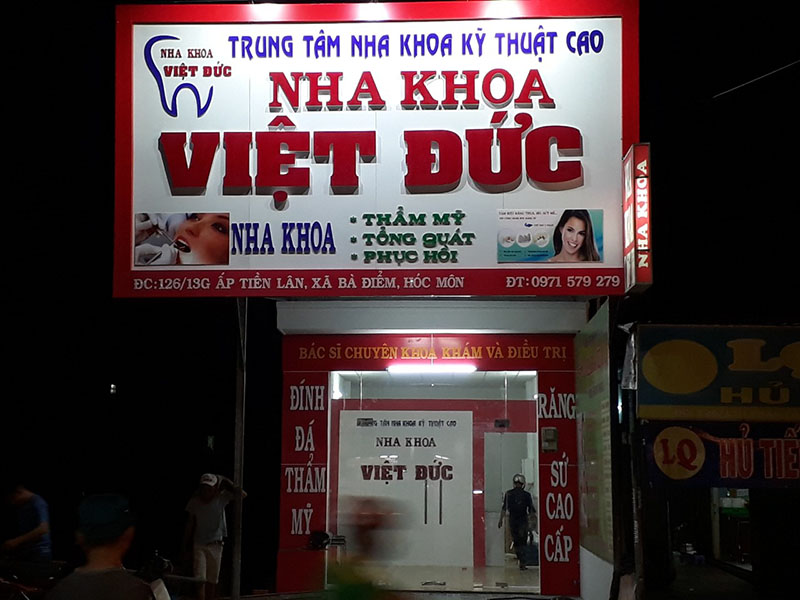 NHA KHOA
VIỆT ĐỨC
TRUNG TÂM NHA KHOA KỸ THUẬT CAO
NHA KHOA
VIỆT ĐỨC
NHA KHOA
• THẨM MỸ
• TỔNG QUÁT
• PHỤC HỒI
ĐC:126/13G ẤP TIỀN LÂN, XÃ BÀ ĐIỂM, HÓC MÔN
ĐT: 0971 579 279
NHA KHOA
BÁC SĨ CHUYÊN KHOA KHÁM VÀ ĐIỀU TRỊ
ĐÍNH
ĐÁ
THẨM
MỸ
TRUNG TÂM NHA KHOA KỸ THUẬT CAO
NHA KHOA
VIỆT ĐỨC
RĂNG
SỨ
CAO
CẤP
HỦ
LQ
HỦ TIẾ